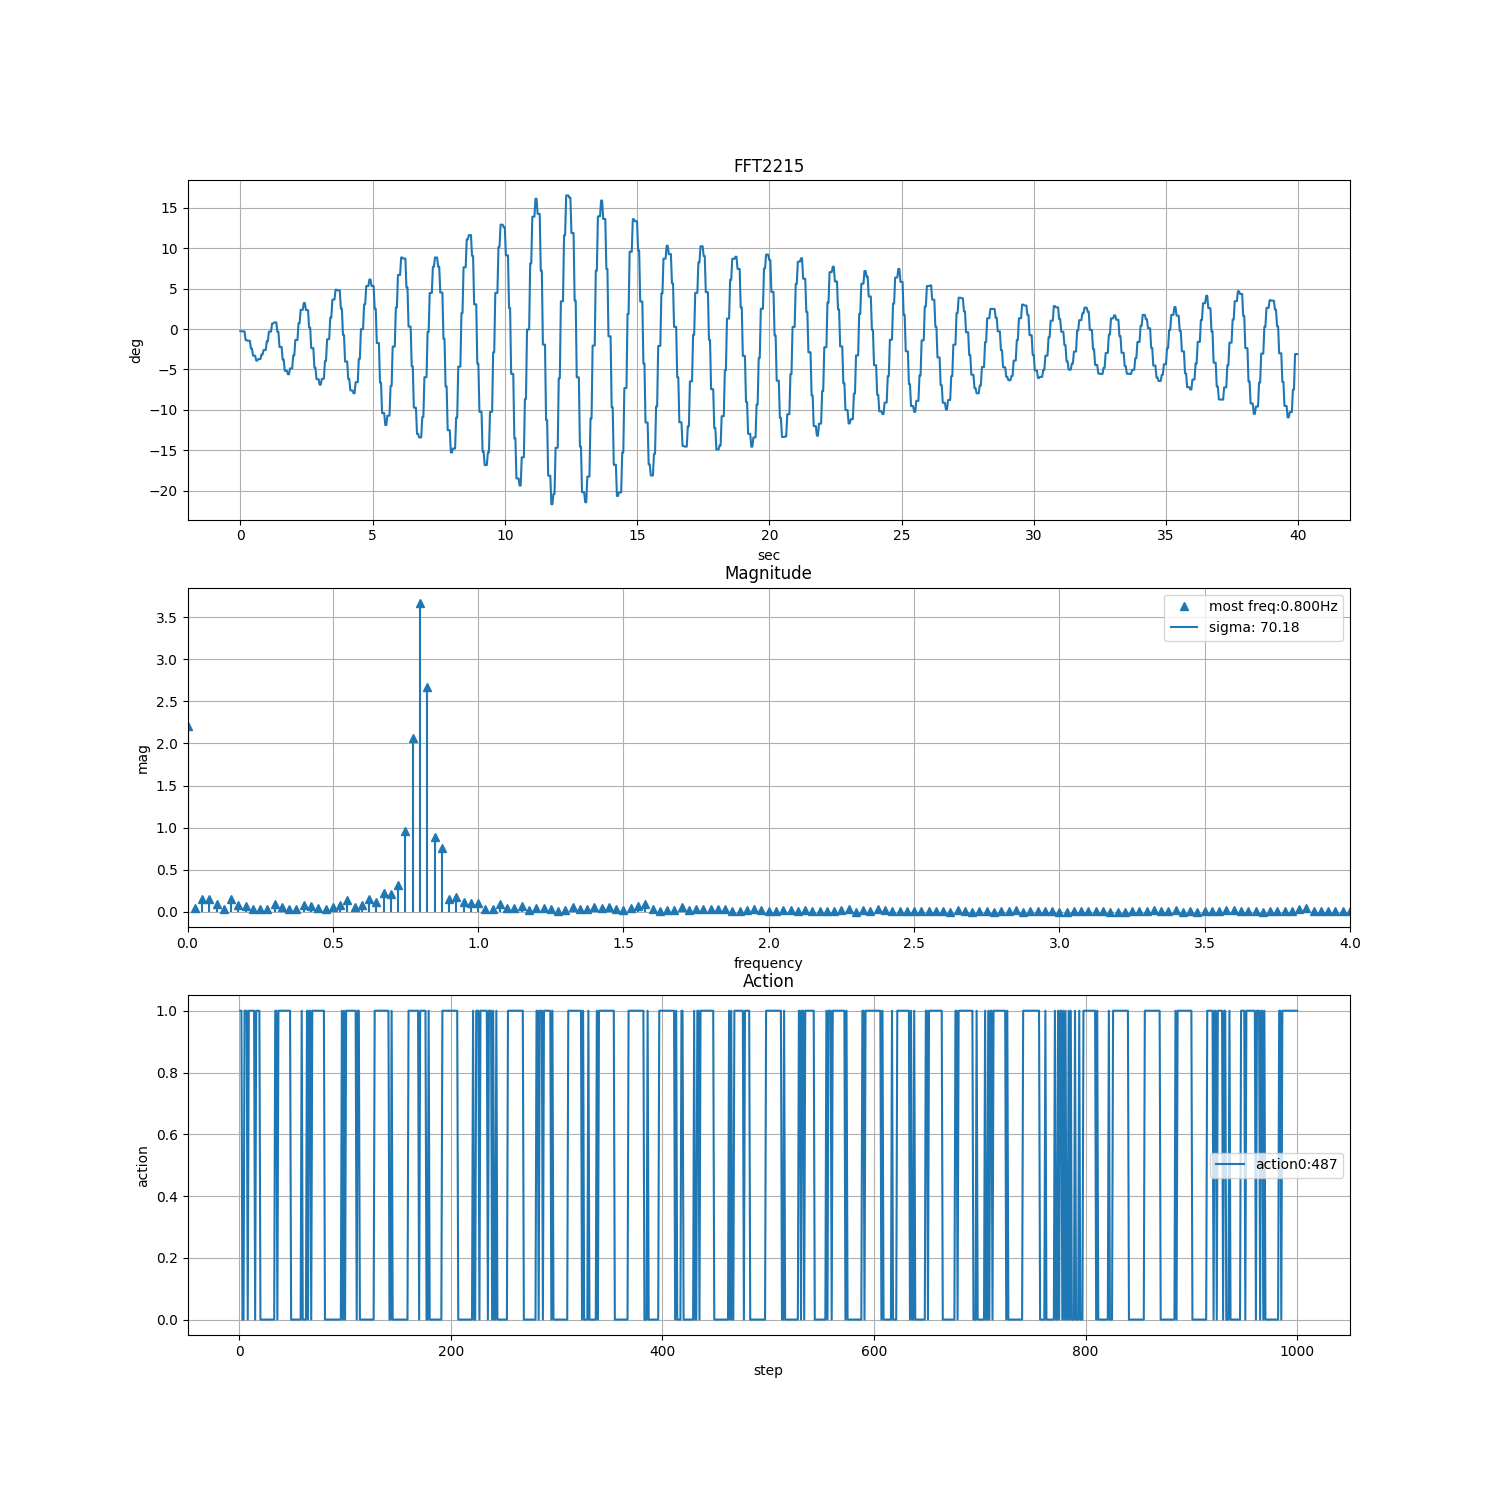 FFT2215
15
10
5
0
−5
−10
−15
−20
deg
0 5 10 15 20 25 30 35 40
sec
Magnitude
most freq:0.800Hz
sigma: 70.18
3.5
3.0
2.5
2.0
1.5
1.0
0.5
0.0
mag
0.0 0.5 1.0 1.5 2.0 2.5 3.0 3.5 4.0
frequency
Action
1.0
0.8
0.6
0.4
0.2
0.0
action
action0:487
0 200 400 600 800 1000
step